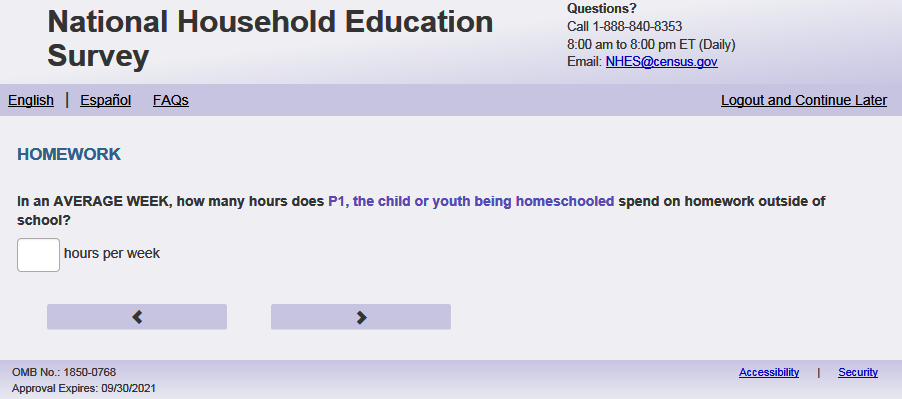 National Household Education
Survey
Questions?
Call 1-888-840-8353
8:00 am to 8:00 pm ET (Daily)
Email: NHES@census.gov
English | Español FAQs
Logout and Continue Later
HOMEWORK
In an AVERAGE WEEK, how many hours does P1, the child or youth being homeschooled spend on homework outside of
school?
hours per week
OMB No.: 1850-0768
Approval Expires: 09/30/2021
Accessibility | Security